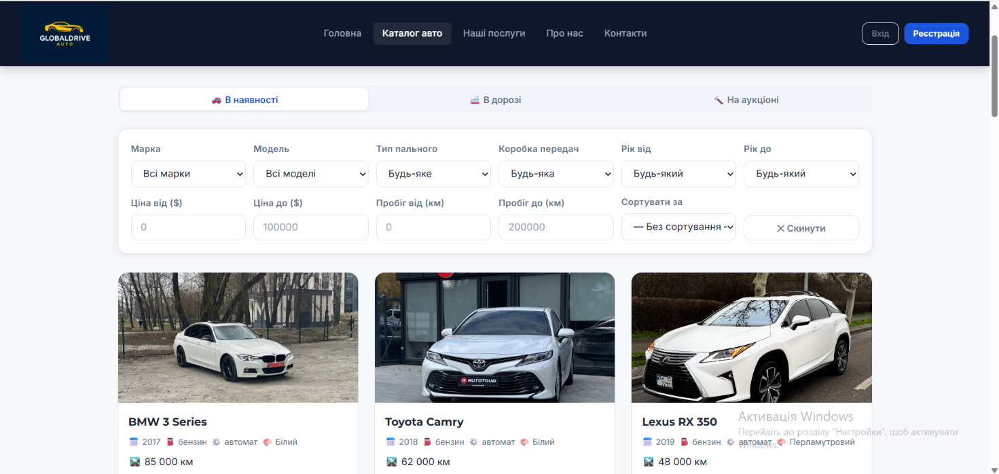 GLOBALDRIVE
AUTO
Головна Каталог авто Наші послуги Про нас Контакти Вхід Реєстрація
В наявності В дорозі На аукціоні
Марка Модель Тип пального Коробка передач Рік від Рік до
Всі марки Всі моделі Будь-яке Будь-яка Будь-який Будь-який
Ціна від ($) Ціна до ($) Пробіг від (км) Пробіг до (км) Сортувати за
0 100000 0 200000 — Без сортування - ✕ Скинути
AUTOTOUR
BMW 3 Series Toyota Camry Lexus RX 350
Активація Windows
Перейдіть до розділу "Настройки", щоб активувати
Windows.
2017 бензин автомат Білий 2018 бензин автомат Білий 2019 бензин автомат Перламутровий
85 000 км 62 000 км 48 000 км